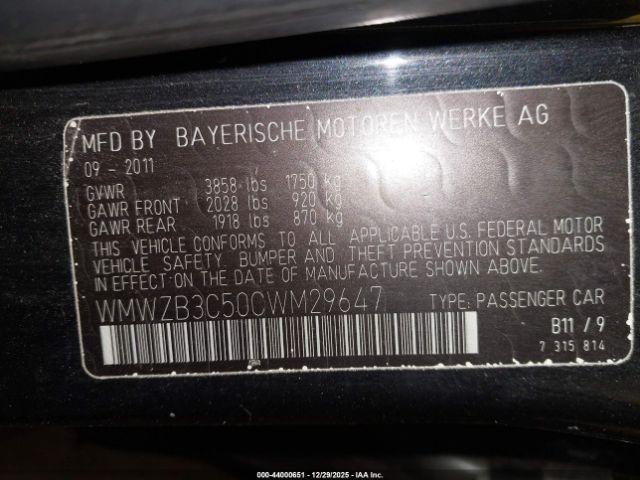 MFD BY BAYERISCHE MOTOREN WERKE AG
09 - 2011
GVWR 3858 lbs 1750 kg
GAWR FRONT 2028 lbs 920 kg
GAWR REAR 1918 lbs 870 kg
THIS VEHICLE CONFORMS TO ALL APPLICABLE U.S. FEDERAL MOTOR
VEHICLE SAFETY, BUMPER AND THEFT PREVENTION STANDARDS
IN EFFECT ON THE DATE OF MANUFACTURE SHOWN ABOVE.
WMWZB3C50CWM29647 TYPE: PASSENGER CAR
B11 / 9
7 315 814
000-44000651 - 12/29/2025 - IAA Inc.